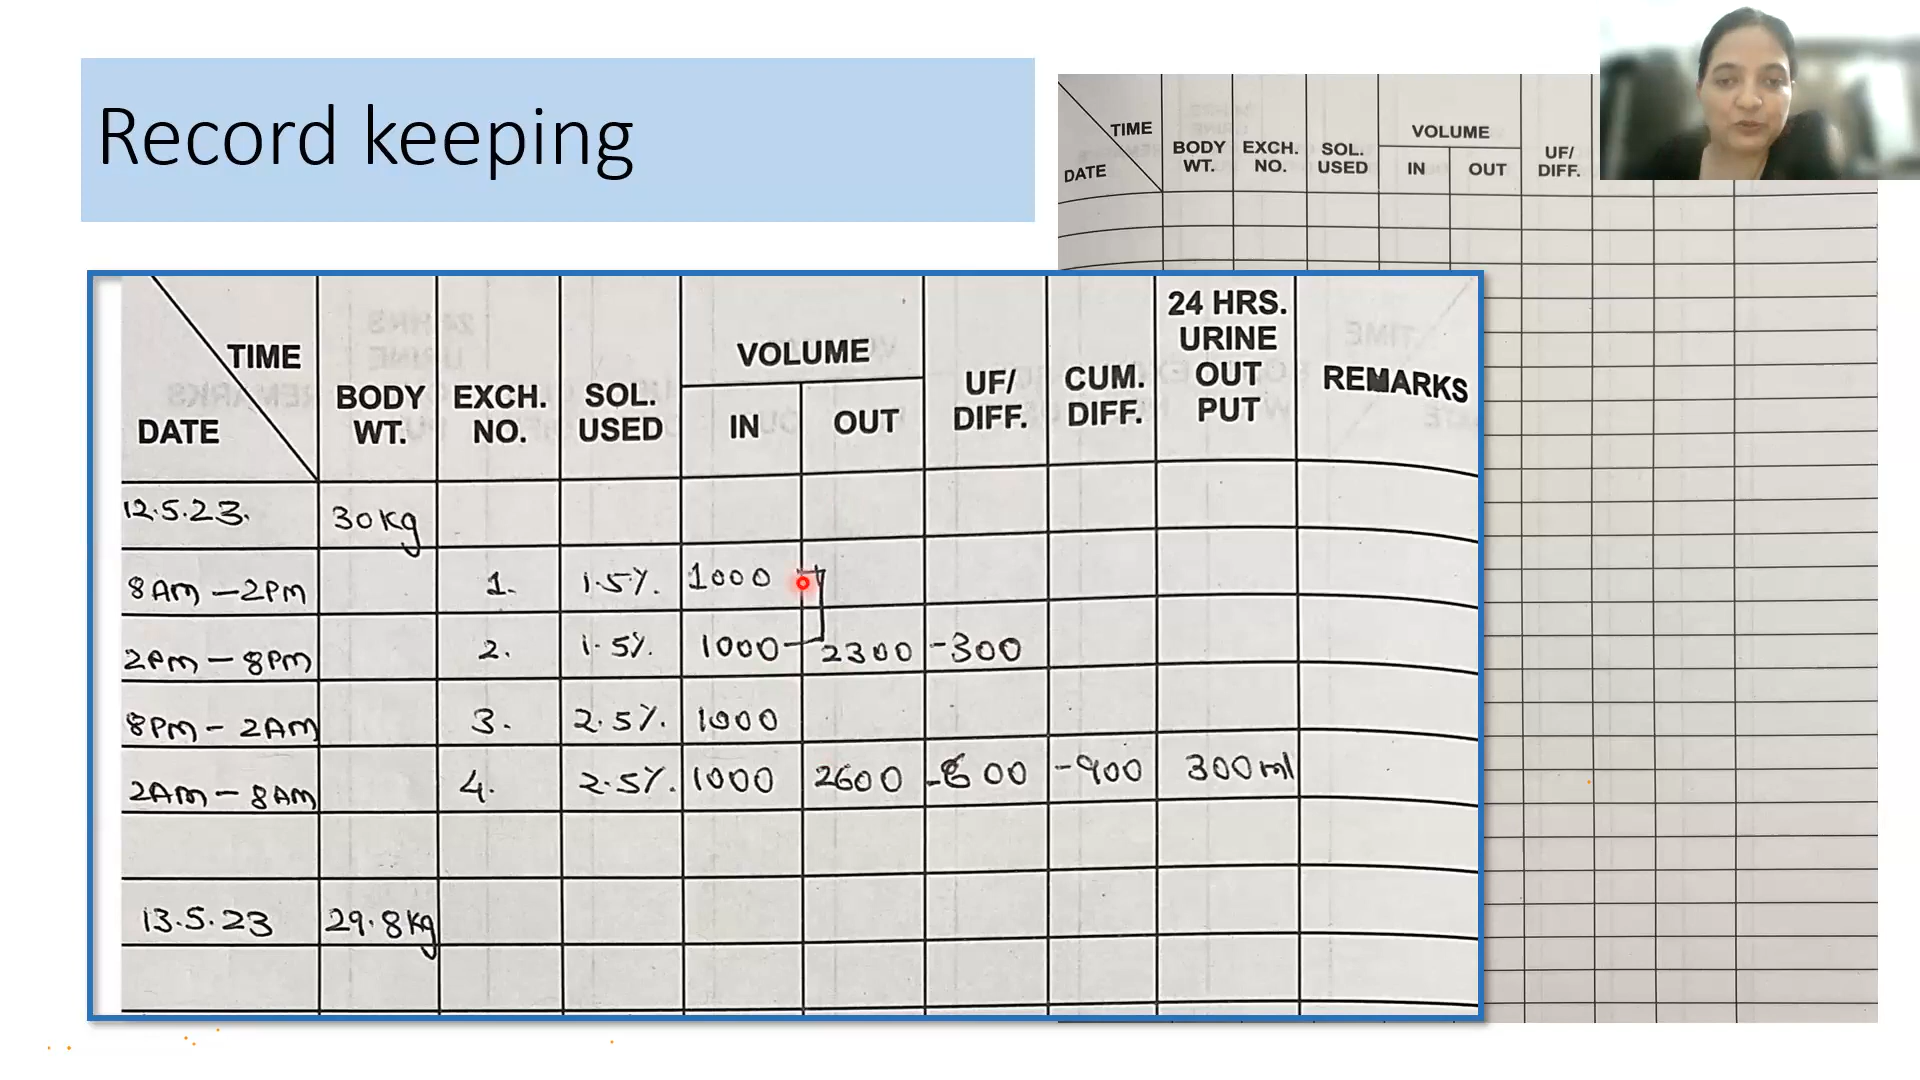 Record keeping
TIME
DATE
BODY WT.
EXCH. NO.
SOL. USED
VOLUME
IN
OUT
UF/ DIFF.
TIME
DATE
BODY WT.
EXCH. NO.
SOL. USED
VOLUME
IN
OUT
UF/ DIFF.
CUM. DIFF.
24 HRS. URINE OUT PUT
REMARKS
12.5.23. 30kg
8AM - 2PM 1. 1.5%. 1000
2PM - 8PM 2. 1.5%. 1000 2300 -300
8PM - 2AM 3. 2.5%. 1000
2AM - 8AM 4. 2.5%. 1000 2600 -600 -900 300ml
13.5.23 29.8kg